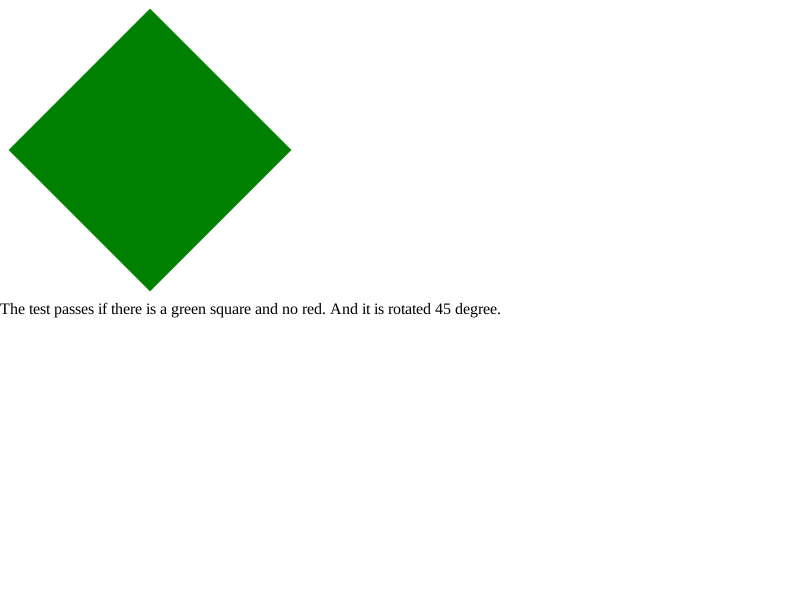 The test passes if there is a green square and no red. And it is rotated 45 degree.